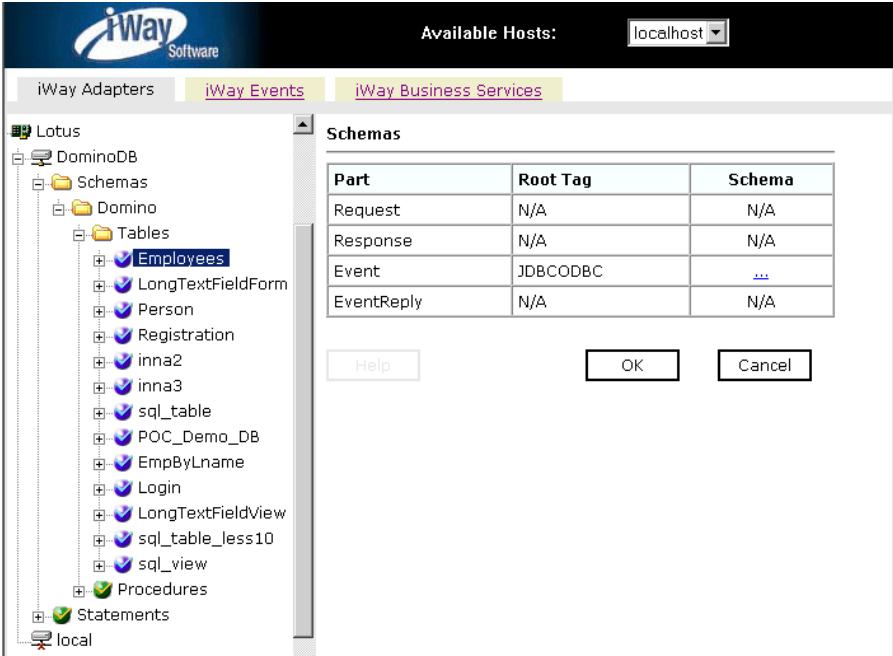 iWay
Software
Available Hosts:
localhost
iWay Adapters
iWay Events
iWay Business Services
Lotus
DominoDB
Schemas
Domino
Tables
Employees
LongTextFieldForm
Person
Registration
inna2
inna3
sql_table
POC_Demo_DB
EmpByLname
Login
LongTextFieldView
sql_table_less10
sql_view
Procedures
Statements
local
Schemas
Part Root Tag Schema
Request N/A N/A
Response N/A N/A
Event JDBCODBC ...
EventReply N/A N/A
Help OK Cancel